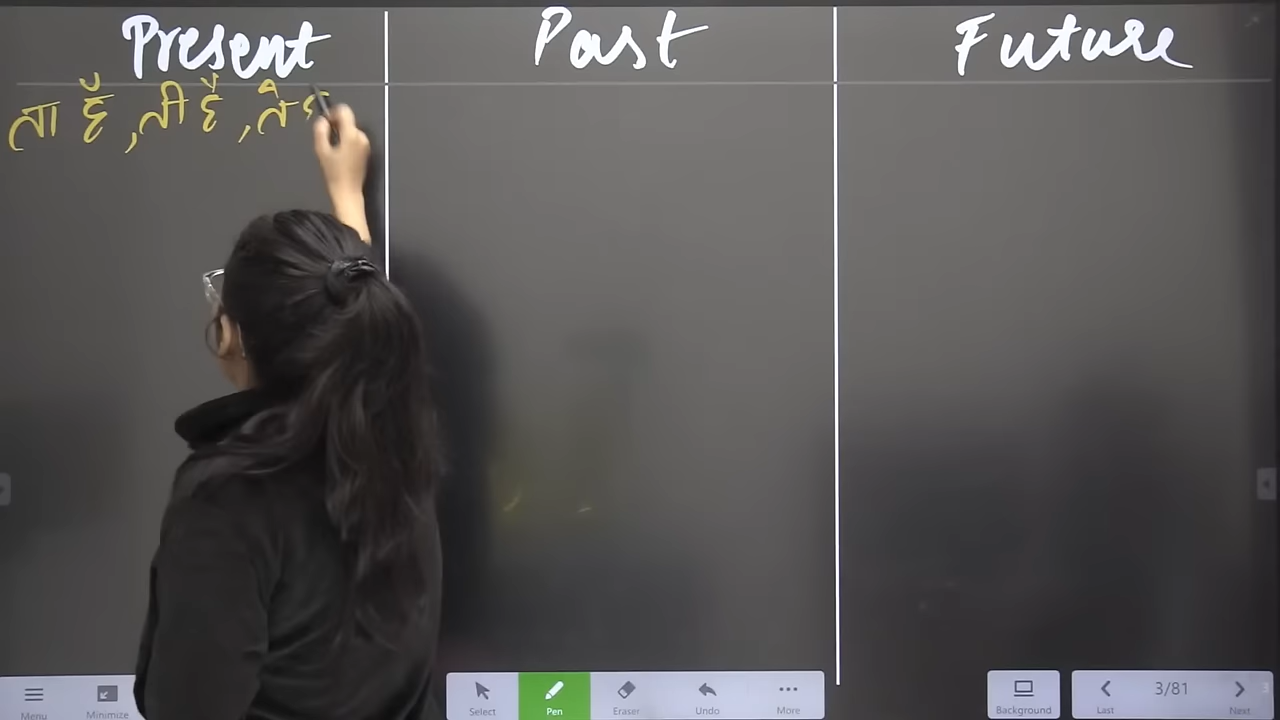 Present Past Future
ता है, ती है, ते
Menu Minimize Select Pen Eraser Undo More Background Last 3/81 Next